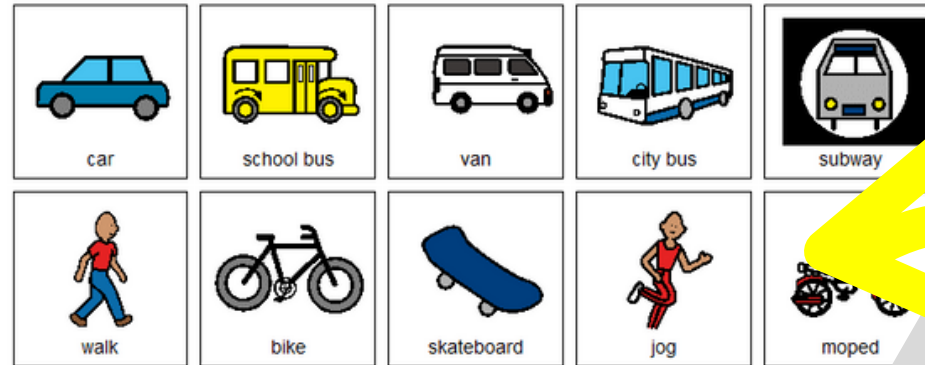 car
school bus
van
city bus
subway
walk
bike
skateboard
jog
moped